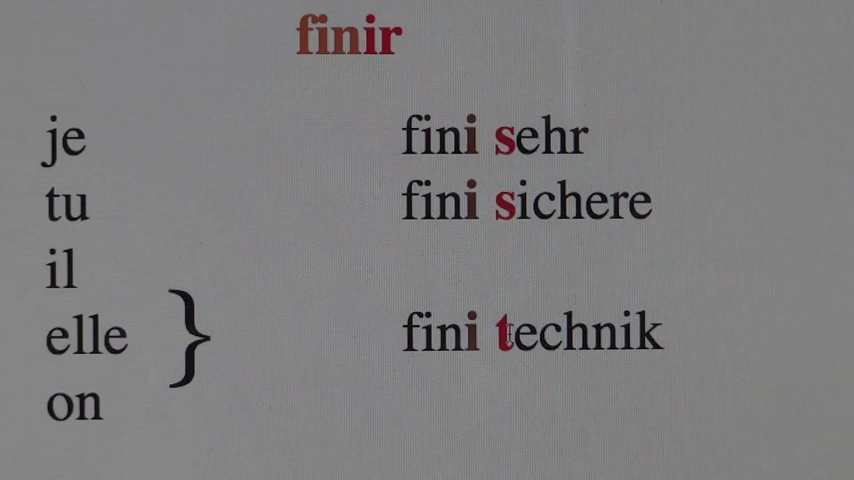 finir
je fini sehr
tu fini sichere
il
elle } fini technik
on